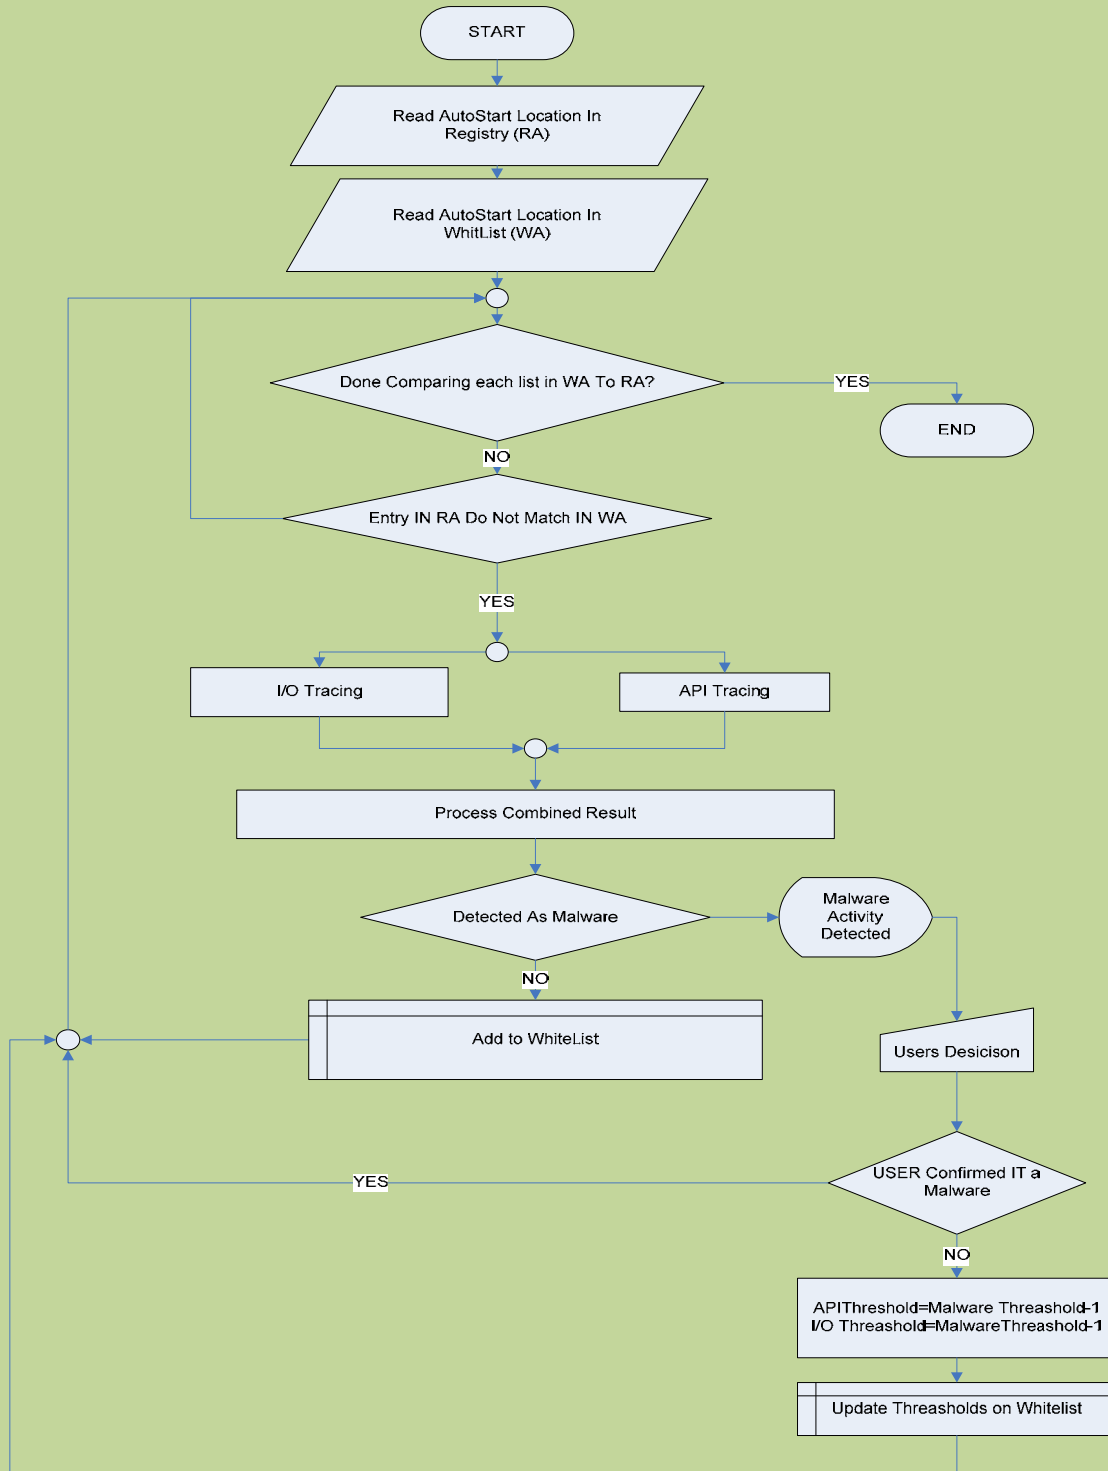 START
Read AutoStart Location In
Registry (RA)
Read AutoStart Location In
WhitList (WA)
Done Comparing each list in WA To RA?
YES
END
NO
Entry IN RA Do Not Match IN WA
YES
I/O Tracing
API Tracing
Process Combined Result
Detected As Malware
Malware
Activity
Detected
NO
Add to WhiteList
Users Desicison
USER Confirmed IT a
Malware
YES
NO
APIThreshold=Malware Threashold-1
I/O Threashold=MalwareThreashold-1
Update Threasholds on Whitelist